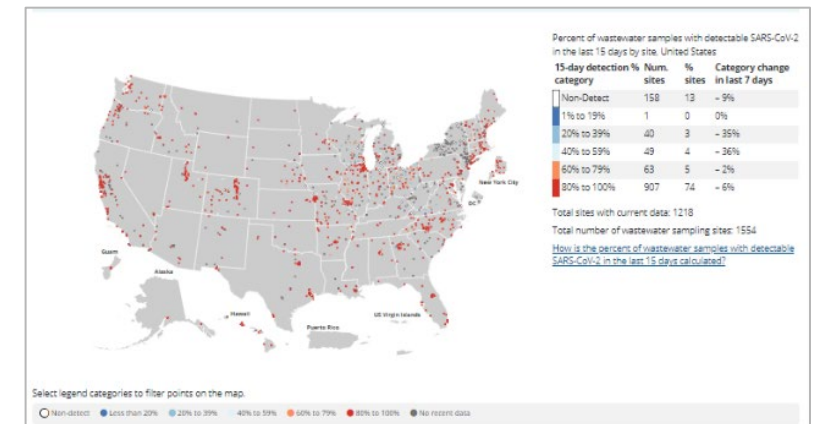 Percent of wastewater samples with detectable SARS-CoV-2
in the last 15 days by site, United States
15-day detection % Num. % Category change
category sites sites in last 7 days
Non-Detect 158 13 - 9%
1% to 19% 1 0 0%
20% to 39% 40 3 - 35%
40% to 59% 49 4 - 36%
60% to 79% 63 5 - 2%
80% to 100% 907 74 - 6%
Total sites with current data: 1218
Total number of wastewater sampling sites: 1554
How is the percent of wastewater samples with detectable
SARS-CoV-2 in the last 15 days calculated?
New York City
DC
Guam
Alaska
Hawaii
US Virgin Islands
Puerto Rico
Select legend categories to filter points on the map.
Non-detect Less than 20% 20% to 39% 40% to 59% 60% to 79% 80% to 100% No recent data